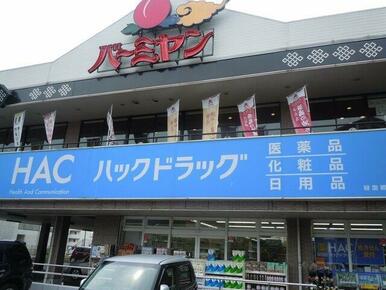 バーミヤン
HAC
Health And Communication
ハックドラッグ
医薬品
化粧品
日用品
HAC